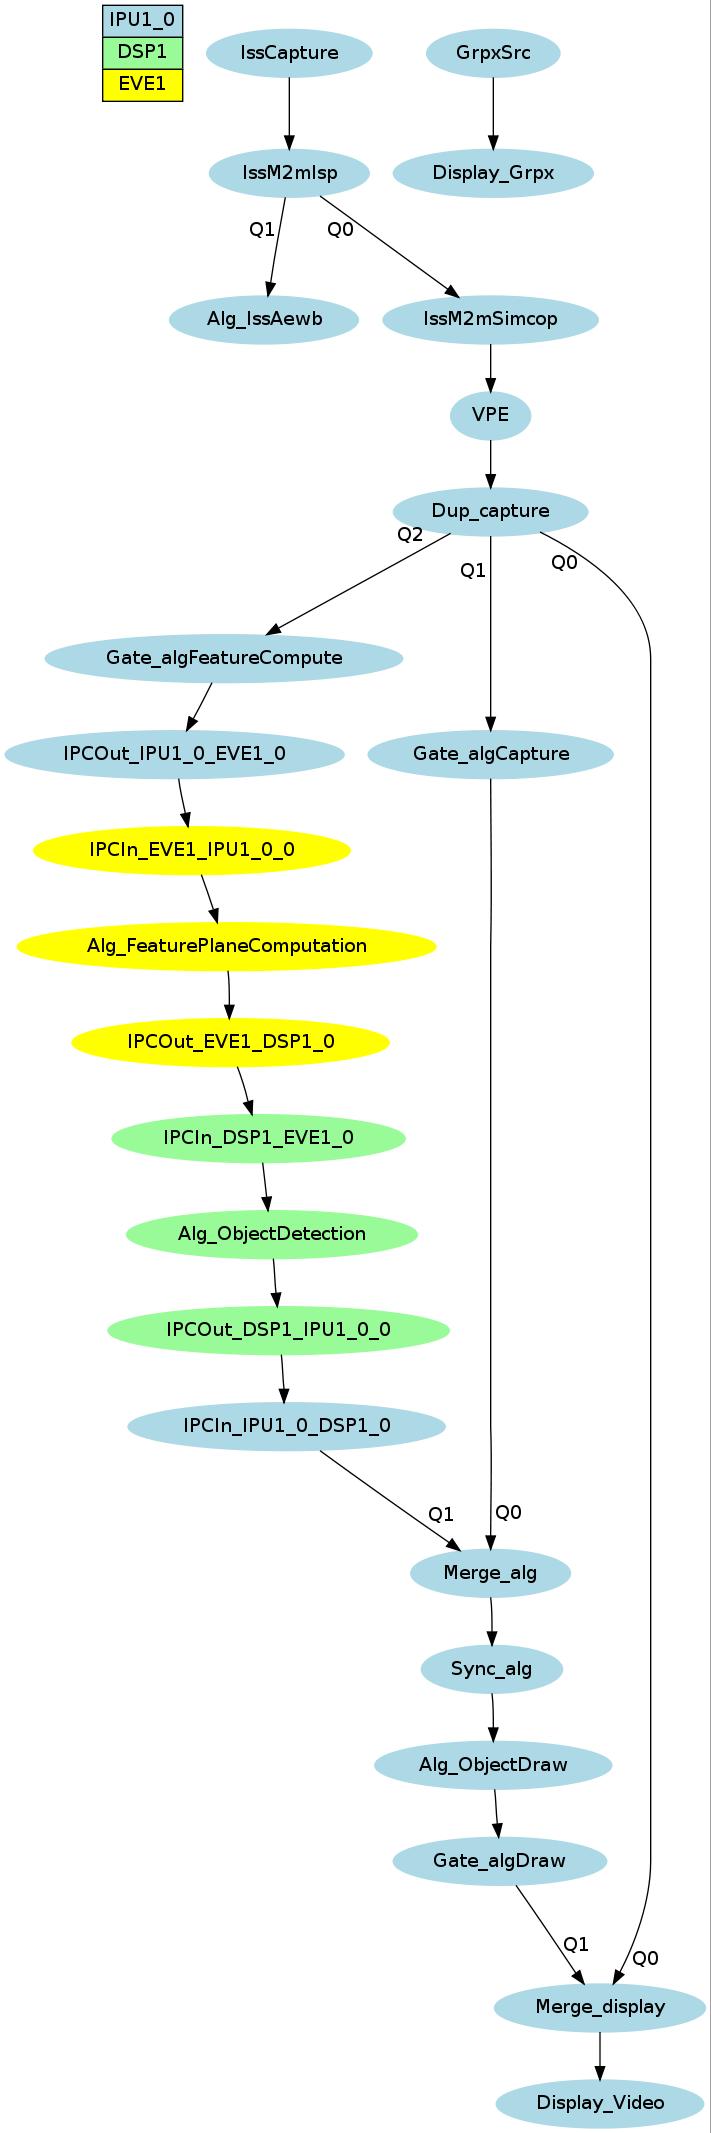 IPU1_0
DSP1
EVE1
IssCapture
GrpxSrc
IssM2mIsp
Display_Grpx
Q1
Q0
Alg_IssAewb
IssM2mSimcop
VPE
Dup_capture
Q2
Q1
Q0
Gate_algFeatureCompute
IPCOut_IPU1_0_EVE1_0
Gate_algCapture
IPCIn_EVE1_IPU1_0_0
Alg_FeaturePlaneComputation
IPCOut_EVE1_DSP1_0
IPCIn_DSP1_EVE1_0
Alg_ObjectDetection
IPCOut_DSP1_IPU1_0_0
IPCIn_IPU1_0_DSP1_0
Q1
Q0
Merge_alg
Sync_alg
Alg_ObjectDraw
Gate_algDraw
Q1
Q0
Merge_display
Display_Video